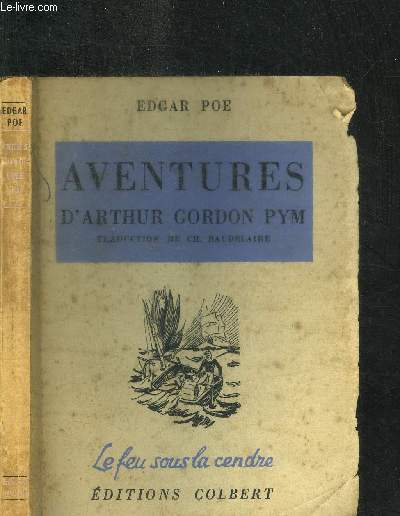 Le-livre.com
EDGAR
POE
EDGAR POE
AVENTURES
D'ARTHUR GORDON PYM
TRADUCTION DE CH. BAUDELAIRE
Le feu sous la cendre
ÉDITIONS COLBERT